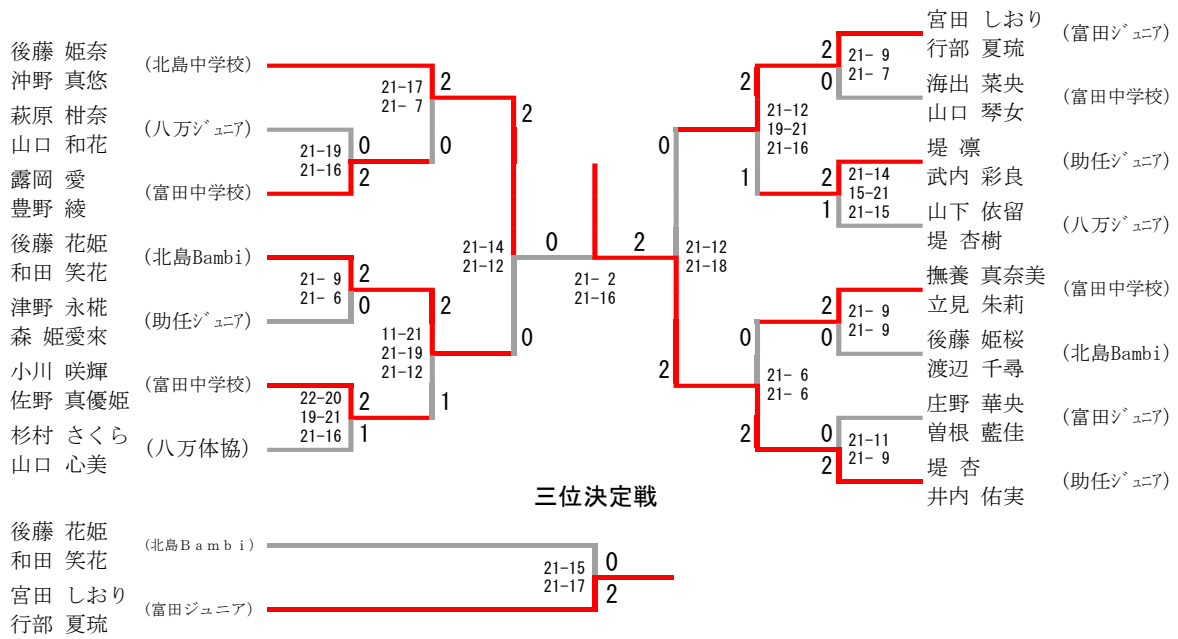 後藤 姫奈
沖野 真悠
(北島中学校)
萩原 柑奈
山口 和花
(八万ジュニア)
露岡 愛
豊野 綾
(富田中学校)
後藤 花姫
和田 笑花
(北島Bambi)
津野 永椛
森 姫愛來
(助任ジュニア)
小川 咲輝
佐野 真優姫
(富田中学校)
杉村 さくら
山口 心美
(八万体協)
21-19
21-16
0
2
21- 9
21- 6
2
0
22-20
19-21
21-16
2
1
21-17
21- 7
2
0
11-21
21-19
21-12
2
1
21-14
21-12
2
0
0
2
21- 2
21-16
21-12
21-18
0
2
21-12
19-21
21-16
2
1
21- 6
21- 6
0
2
2
0
21- 9
21- 7
2
1
21-14
15-21
21-15
2
0
21- 9
21- 9
0
2
21-11
21- 9
宮田 しおり
行部 夏琉
(富田ジュニア)
海出 菜央
山口 琴女
(富田中学校)
堤 凛
武内 彩良
(助任ジュニア)
山下 依留
堤 杏樹
(八万ジュニア)
撫養 真奈美
立見 朱莉
(富田中学校)
後藤 姫桜
渡辺 千尋
(北島Bambi)
庄野 華央
曽根 藍佳
(富田ジュニア)
堤 杏
井内 佑実
(助任ジュニア)
三位決定戦
後藤 花姫
和田 笑花
(北島Ｂａｍｂｉ)
宮田 しおり
行部 夏琉
(富田ジュニア)
21-15
21-17
0
2